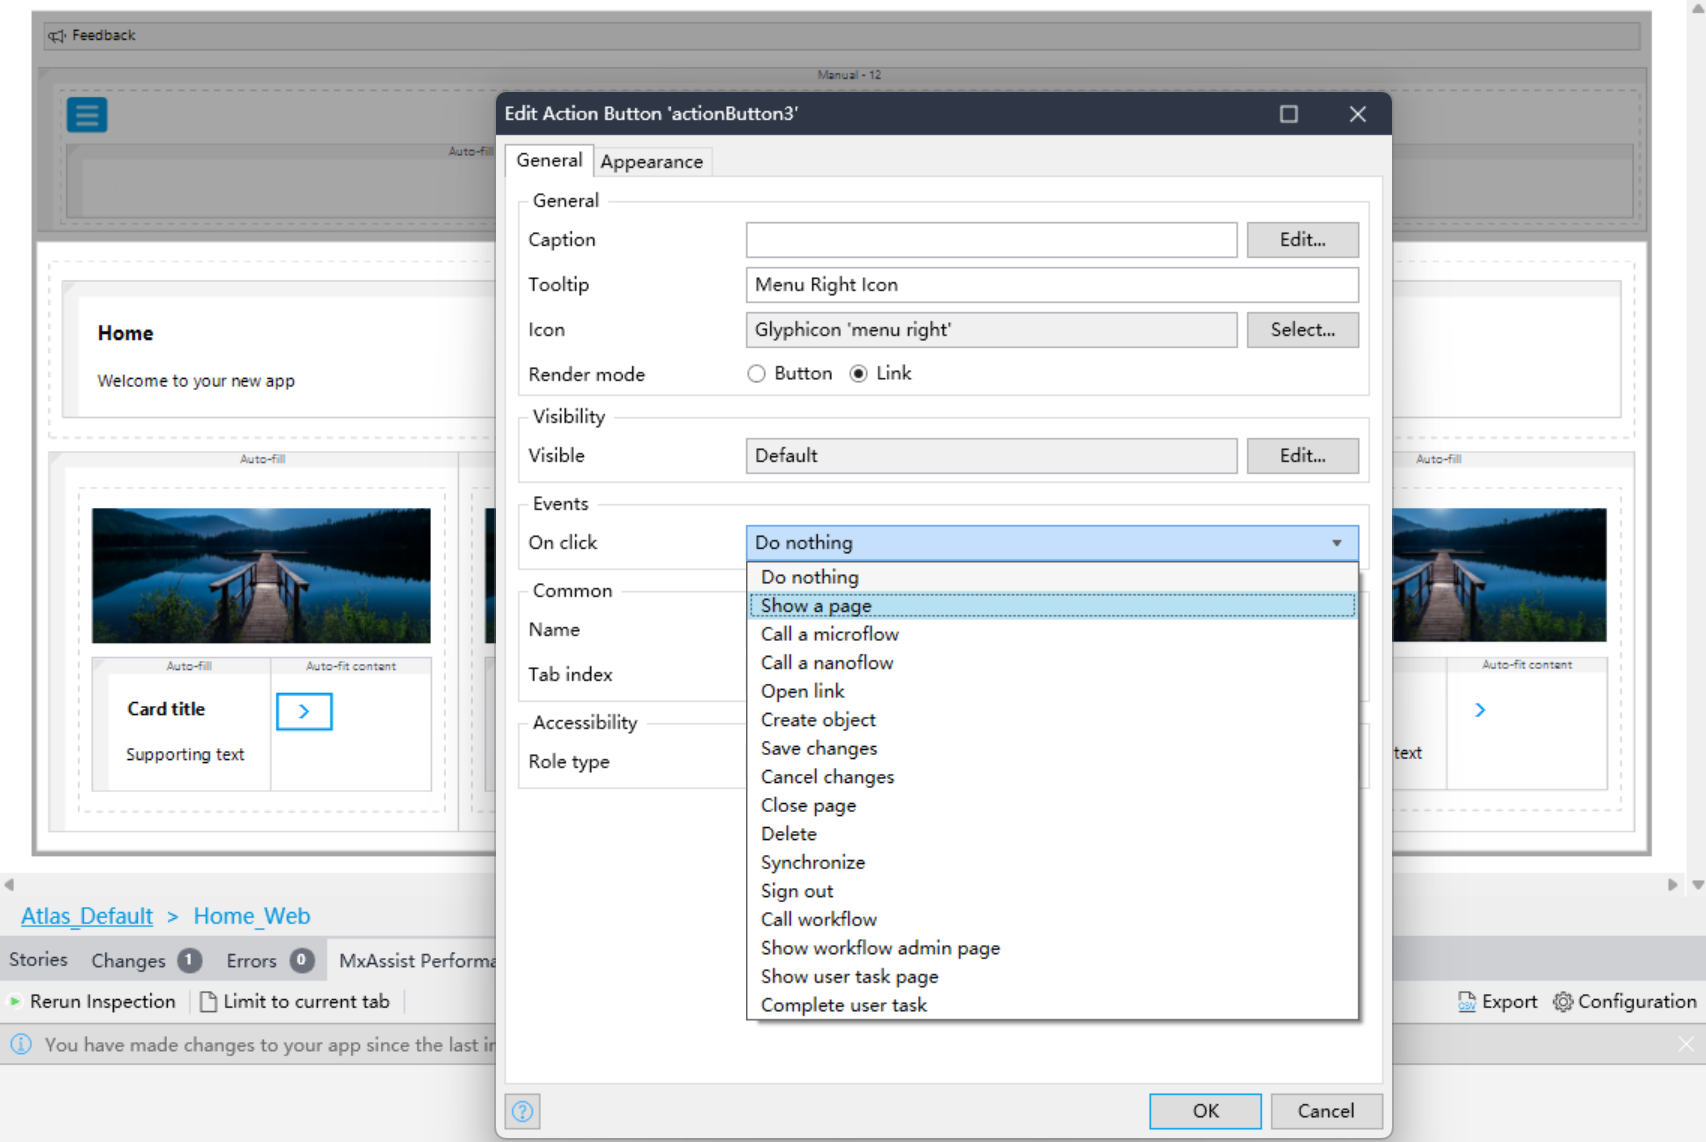 Feedback
Manual - 12
Edit Action Button 'actionButton3'
Auto-fill
General Appearance
General
Caption Edit...
Tooltip Menu Right Icon
Icon Glyphicon 'menu right' Select...
Render mode Button Link
Home
Welcome to your new app
Visibility
Visible Default Edit...
Auto-fill Auto-fill
Events
On click Do nothing
Do nothing
Show a page
Call a microflow
Call a nanoflow
Open link
Create object
Save changes
Cancel changes
Close page
Delete
Synchronize
Sign out
Call workflow
Show workflow admin page
Show user task page
Complete user task
Common
Name
Tab index
Accessibility
Role type
Auto-fill Auto-fit content Auto-fit content
Card title
Supporting text text
Atlas_Default > Home_Web
Stories Changes 1 Errors 0 MxAssist
Rerun Inspection Limit to current tab Export Configuration
You have made changes to your app since the last
OK Cancel